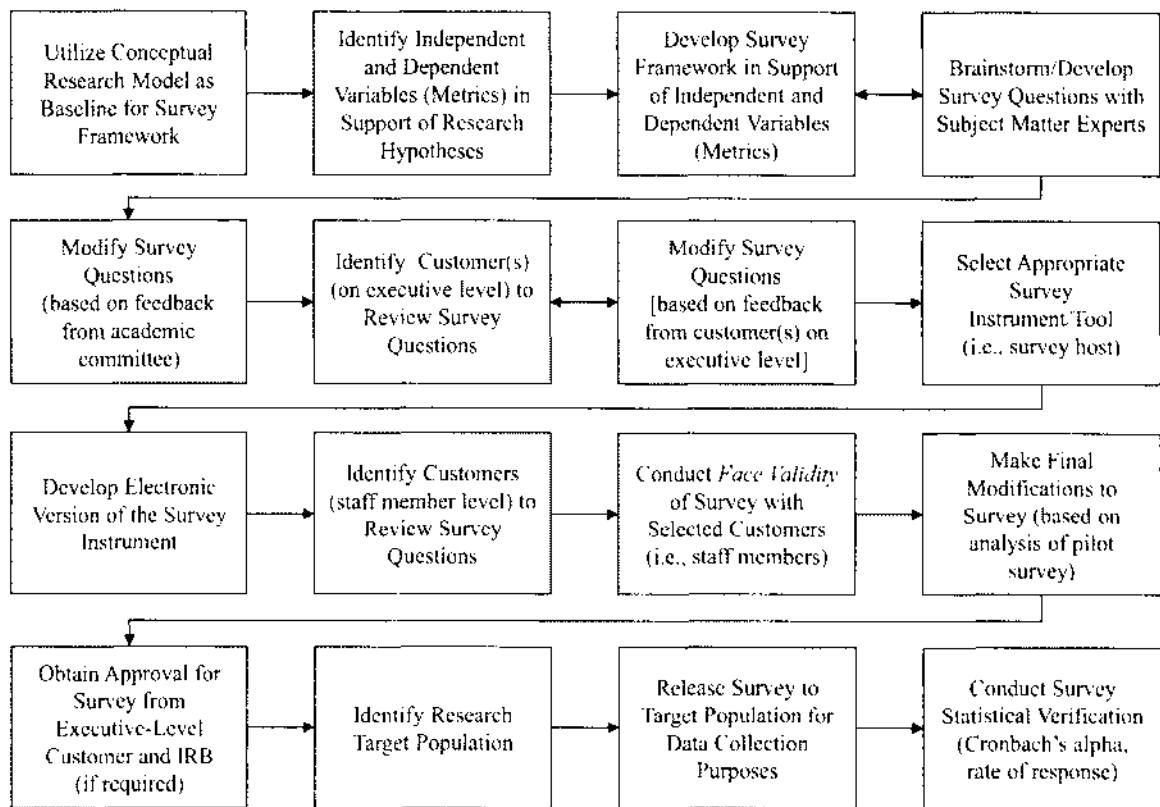 Utilize Conceptual
Research Model as
Baseline for Survey
Framework
Identify Independent
and Dependent
Variables (Metrics) in
Support of Research
Hypotheses
Develop Survey
Framework in Support
of Independent and
Dependent Variables
(Metrics)
Brainstorm/Develop
Survey Questions with
Subject Matter Experts
Modify Survey
Questions
(based on feedback
from academic
committee)
Identify Customer(s)
(on executive level) to
Review Survey
Questions
Modify Survey
Questions
[based on feedback
from customer(s) on
executive level]
Select Appropriate
Survey
Instrument Tool
(i.e., survey host)
Develop Electronic
Version of the Survey
Instrument
Identify Customers
(staff member level) to
Review Survey
Questions
Conduct Face Validity
of Survey with
Selected Customers
(i.e., staff members)
Make Final
Modifications to
Survey (based on
analysis of pilot
survey)
Obtain Approval for
Survey from
Executive-Level
Customer and IRB
(if required)
Identify Research
Target Population
Release Survey to
Target Population for
Data Collection
Purposes
Conduct Survey
Statistical Verification
(Cronbach's alpha,
rate of response)